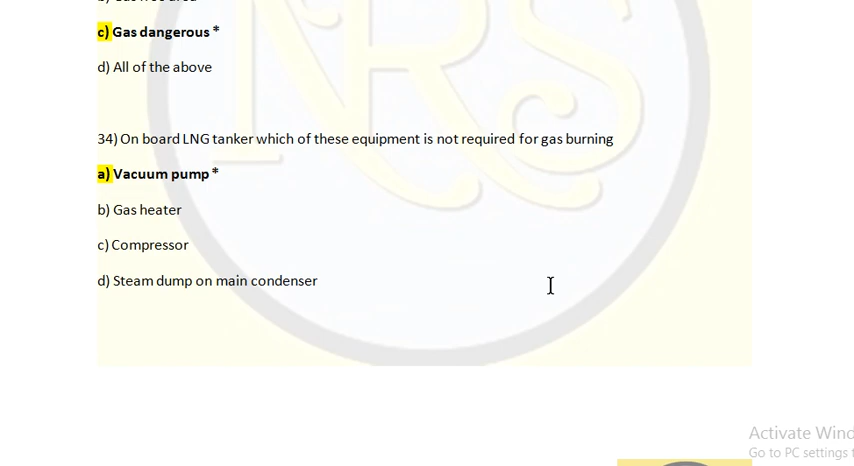 c) Gas dangerous *
d) All of the above
NRS
34) On board LNG tanker which of these equipment is not required for gas burning
a) Vacuum pump *
b) Gas heater
c) Compressor
d) Steam dump on main condenser
Activate Wind
Go to PC settings t